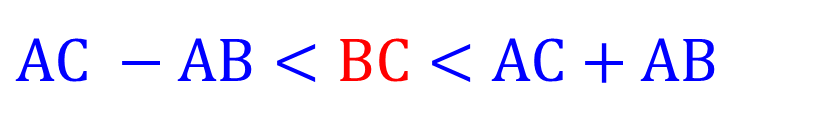 AC − AB < BC < AC + AB